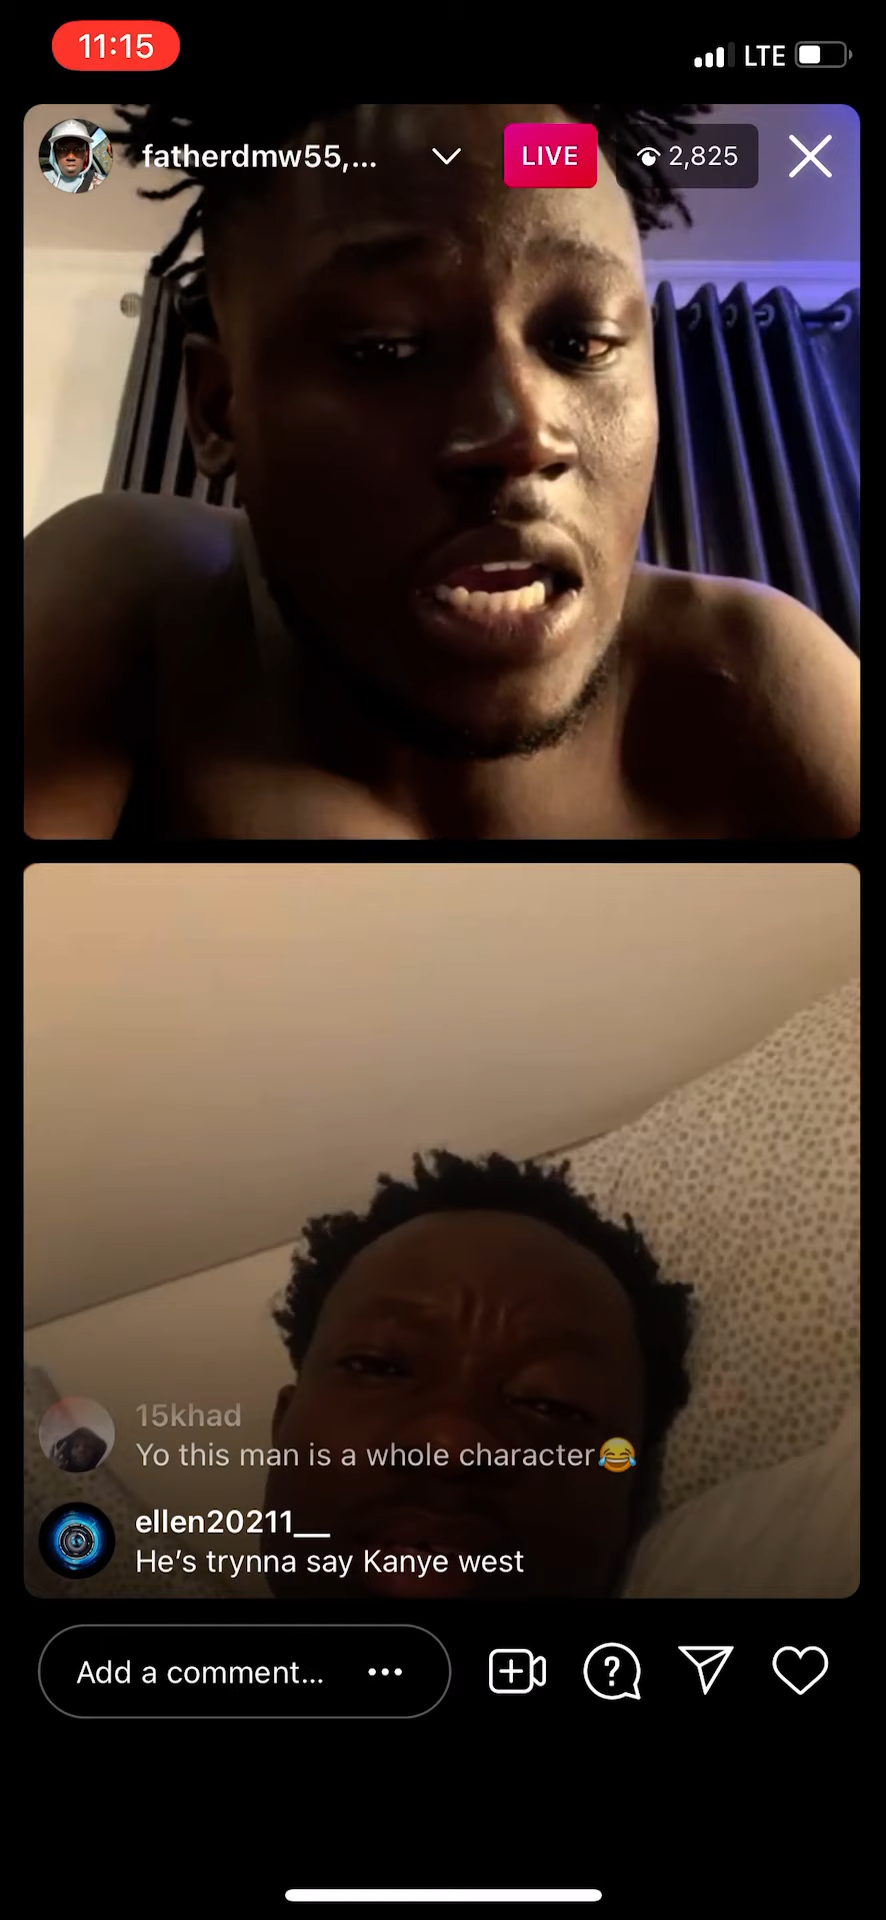 11:15
LTE
fatherdmw55,...
LIVE
2,825
15khad
Yo this man is a whole character😂
ellen20211__
He's trynna say Kanye west
Add a comment...